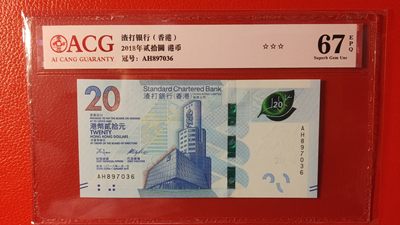 ACG
AI CANG GUARANTY
渣打银行（香港）
2018年贰拾圆 港币
冠号：AH897036
☆☆☆
67 EPQ
Superb Gem Unc
20
Standard Chartered Bank
渣打銀行(香港)
港幣貳拾元
TWENTY
HONG KONG DOLLARS
20
AH897036
AH897036